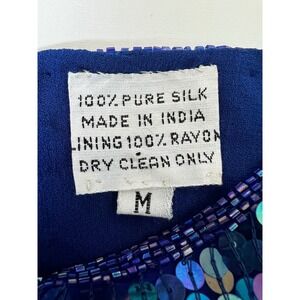 100% PURE SILK
MADE IN INDIA
LINING 100% RAYON
DRY CLEAN ONLY
M